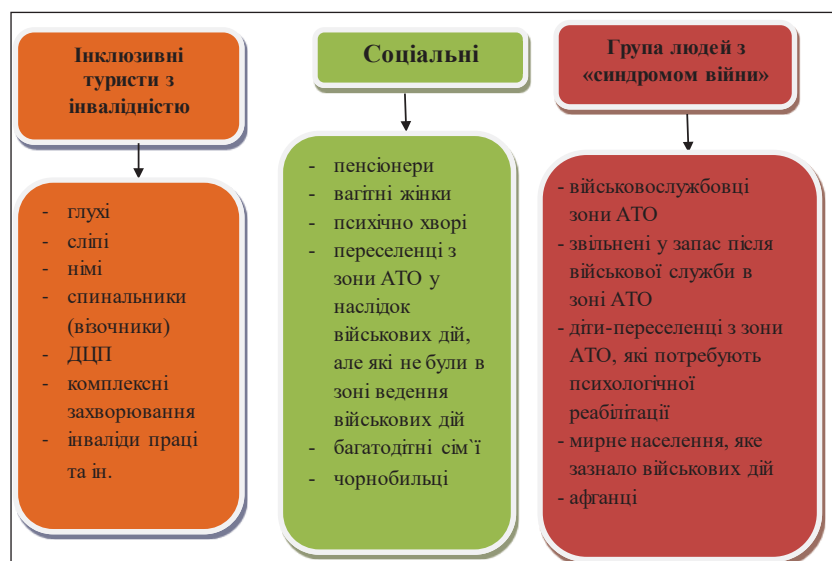 Інклюзивні
туристи з
інвалідністю
- глухі
- сліпі
- німі
- спинальники
(візочники)
- ДЦП
- комплексні
захворювання
- інваліди праці
та ін.
Соціальні
- пенсіонери
- вагітні жінки
- психічно хворі
- переселенці з
зони АТО у
наслідок
військових дій,
але які не були в
зоні ведення
військових дій
- багатодітні сім`ї
- чорнобильці
Група людей з
«синдромом війни»
- військовослужбовці
зони АТО
- звільнені у запас після
військової служби в
зоні АТО
- діти-переселенці з зони
АТО, які потребують
психологічної
реабілітації
- мирне населення, яке
зазнало військових дій
- афганці